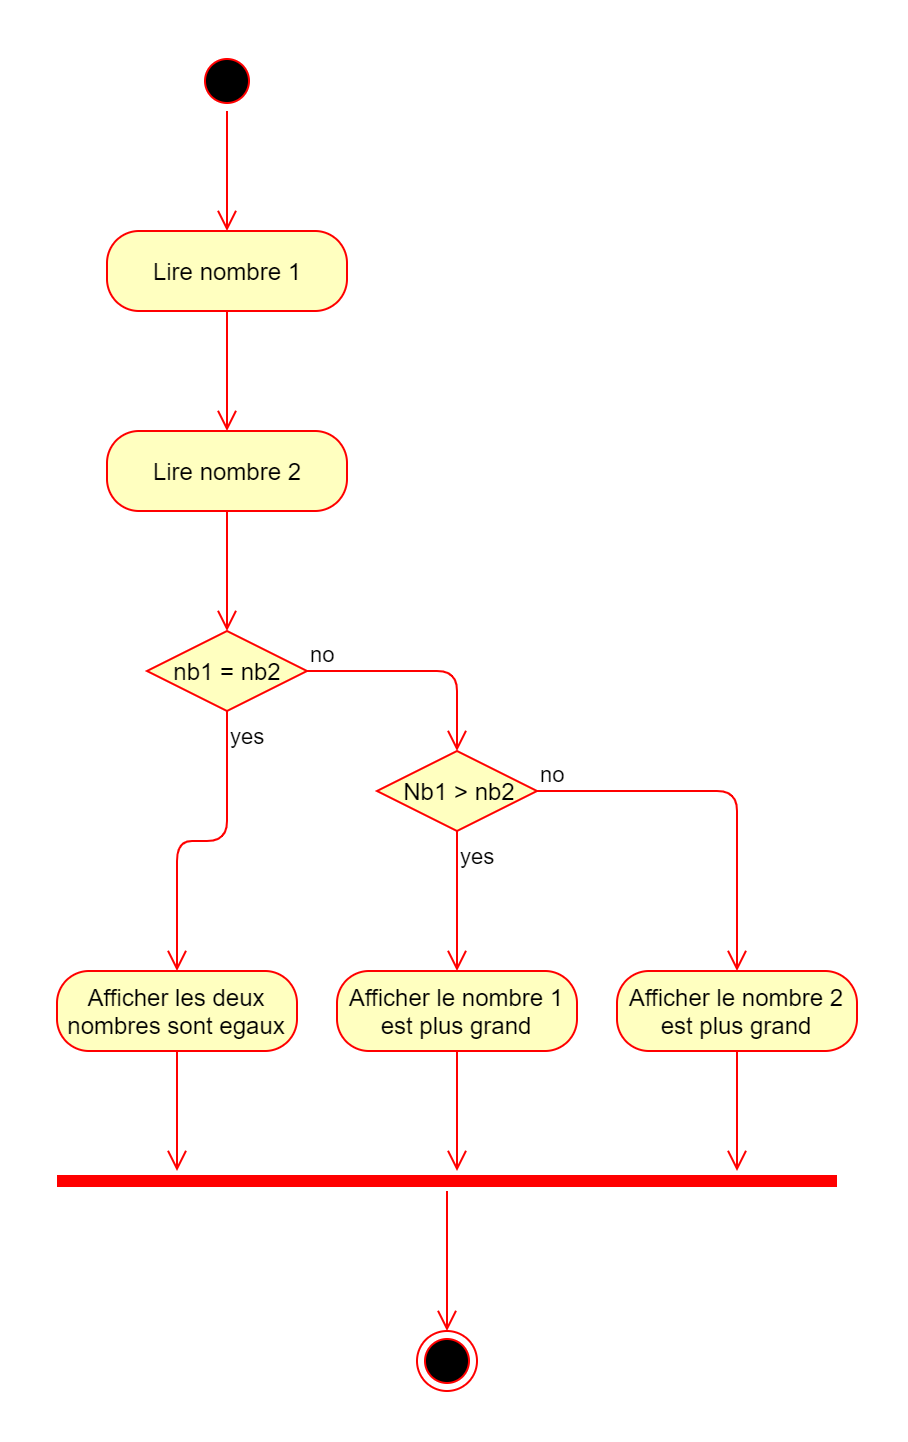 Lire nombre 1
Lire nombre 2
nb1 = nb2
no
yes
Nb1 > nb2
no
yes
Afficher les deux
nombres sont egaux
Afficher le nombre 1
est plus grand
Afficher le nombre 2
est plus grand